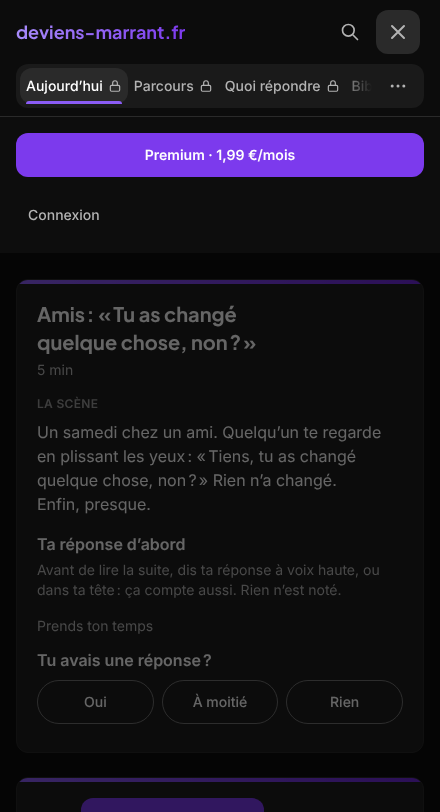 deviens-marrant.fr
Aujourd’hui Parcours Quoi répondre Bib
Premium · 1,99 €/mois
Connexion
Amis : « Tu as changé
quelque chose, non ? »
5 min
LA SCÈNE
Un samedi chez un ami. Quelqu’un te regarde
en plissant les yeux : « Tiens, tu as changé
quelque chose, non ? » Rien n’a changé.
Enfin, presque.
Ta réponse d’abord
Avant de lire la suite, dis ta réponse à voix haute, ou
dans ta tête : ça compte aussi. Rien n’est noté.
Prends ton temps
Tu avais une réponse ?
Oui À moitié Rien